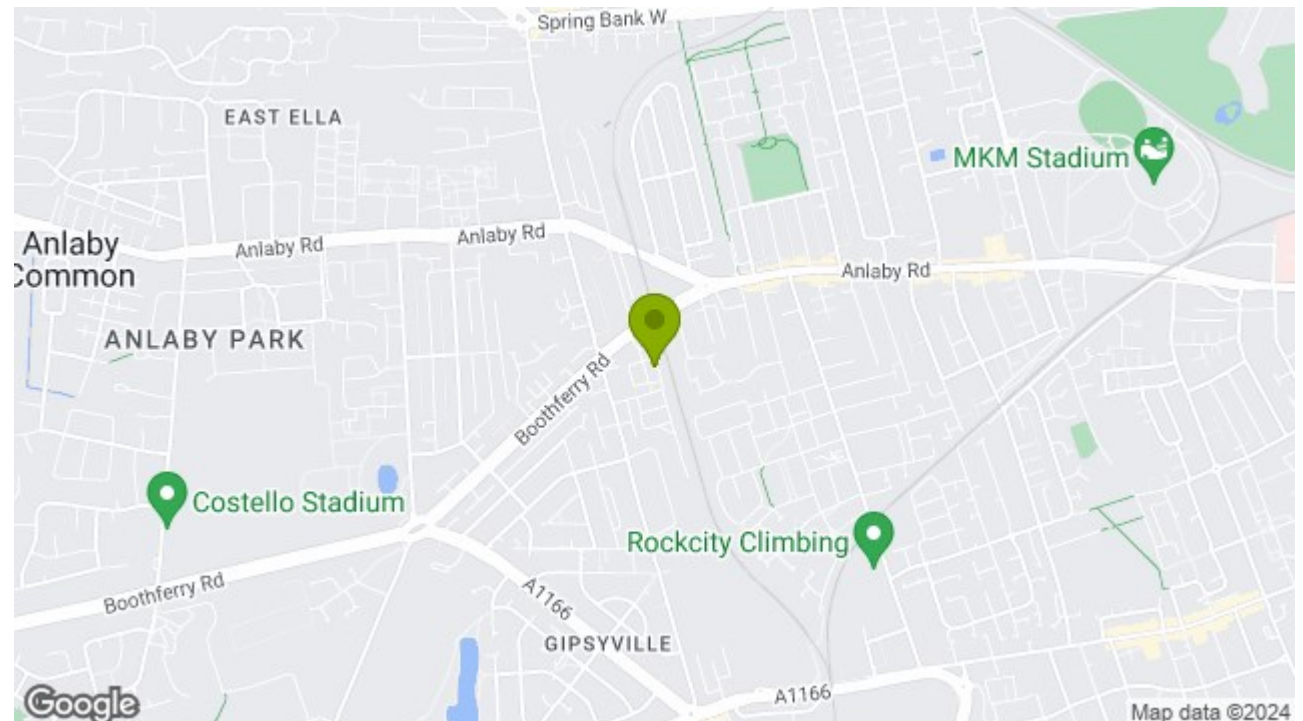 Spring Bank W
EAST ELLA
MKM Stadium
Anlaby Rd
Anlaby Rd
Anlaby
Common
Anlaby Rd
ANLABY PARK
Boothferry Rd
Costello Stadium
Rockcity Climbing
Boothferry Rd
A1166
GIPSYVILLE
A1166
Google
Map data ©2024